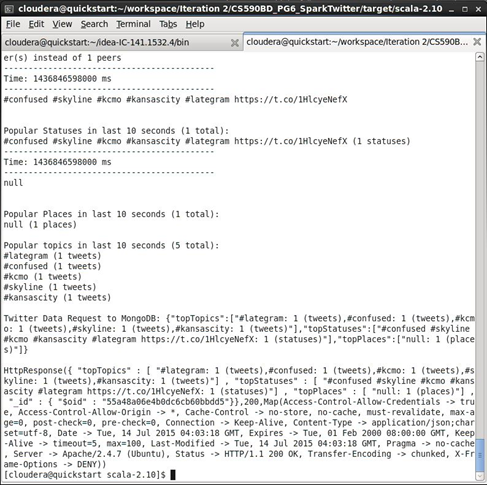 cloudera@quickstart:~/workspace/Iteration 2/CS590BD_PG6_SparkTwitter/target/scala-2.10
File Edit View Search Terminal Tabs Help
cloudera@quickstart:~/idea-IC-141.1532.4/bin
cloudera@quickstart:~/workspace/Iteration 2/CS590B...
er(s) instead of 1 peers
-------------------------------------------
Time: 1436846598000 ms
-------------------------------------------
#confused #skyline #kcmo #kansascity #lategram https://t.co/1HlcyeNefX
Popular Statuses in last 10 seconds (1 total):
#confused #skyline #kcmo #kansascity #lategram https://t.co/1HlcyeNefX (1 statuses)
-------------------------------------------
Time: 1436846598000 ms
-------------------------------------------
null
Popular Places in last 10 seconds (1 total):
null (1 places)
Popular topics in last 10 seconds (5 total):
#lategram (1 tweets)
#confused (1 tweets)
#kcmo (1 tweets)
#skyline (1 tweets)
#kansascity (1 tweets)
Twitter Data Request to MongoDB: {"topTopics":["#lategram: 1 (tweets),#confused: 1 (tweets),#kcm
o: 1 (tweets),#skyline: 1 (tweets),#kansascity: 1 (tweets)"],"topStatuses":["#confused #skyline
#kcmo #kansascity #lategram https://t.co/1HlcyeNefX: 1 (statuses)"],"topPlaces":["null: 1 (place
s)"]}
HttpResponse({ "topTopics" : [ "#lategram: 1 (tweets),#confused: 1 (tweets),#kcmo: 1 (tweets),#s
kyline: 1 (tweets),#kansascity: 1 (tweets)"] , "topStatuses" : [ "#confused #skyline #kcmo #kans
ascity #lategram https://t.co/1HlcyeNefX: 1 (statuses)"] , "topPlaces" : [ "null: 1 (places)"] ,
"_id" : { "$oid" : "55a48a06e4b0dc6cb60bbdd5"}},200,Map(Access-Control-Allow-Credentials -> tru
e, Access-Control-Allow-Origin -> *, Cache-Control -> no-store, no-cache, must-revalidate, max-a
ge=0, post-check=0, pre-check=0, Connection -> Keep-Alive, Content-Type -> application/json;char
set=utf-8, Date -> Tue, 14 Jul 2015 04:03:18 GMT, Expires -> Tue, 01 Feb 2000 08:00:00 GMT, Keep
-Alive -> timeout=5, max=100, Last-Modified -> Tue, 14 Jul 2015 04:03:18 GMT, Pragma -> no-cache
, Server -> Apache/2.4.7 (Ubuntu), Status -> HTTP/1.1 200 OK, Transfer-Encoding -> chunked, X-Fr
ame-Options -> DENY))
[cloudera@quickstart scala-2.10]$